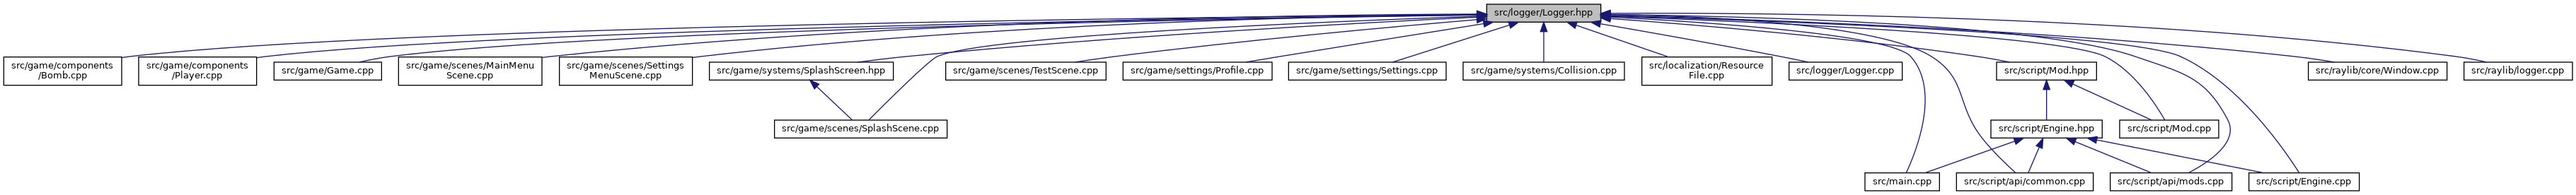 src/logger/Logger.hpp
src/game/components
/Bomb.cpp
src/game/components
/Player.cpp
src/game/Game.cpp
src/game/scenes/MainMenu
Scene.cpp
src/game/scenes/Settings
MenuScene.cpp
src/game/systems/SplashScreen.hpp
src/game/scenes/TestScene.cpp
src/game/settings/Profile.cpp
src/game/settings/Settings.cpp
src/game/systems/Collision.cpp
src/localization/Resource
File.cpp
src/logger/Logger.cpp
src/script/Mod.hpp
src/raylib/core/Window.cpp
src/raylib/logger.cpp
src/game/scenes/SplashScene.cpp
src/script/Engine.hpp
src/script/Mod.cpp
src/main.cpp
src/script/api/common.cpp
src/script/api/mods.cpp
src/script/Engine.cpp